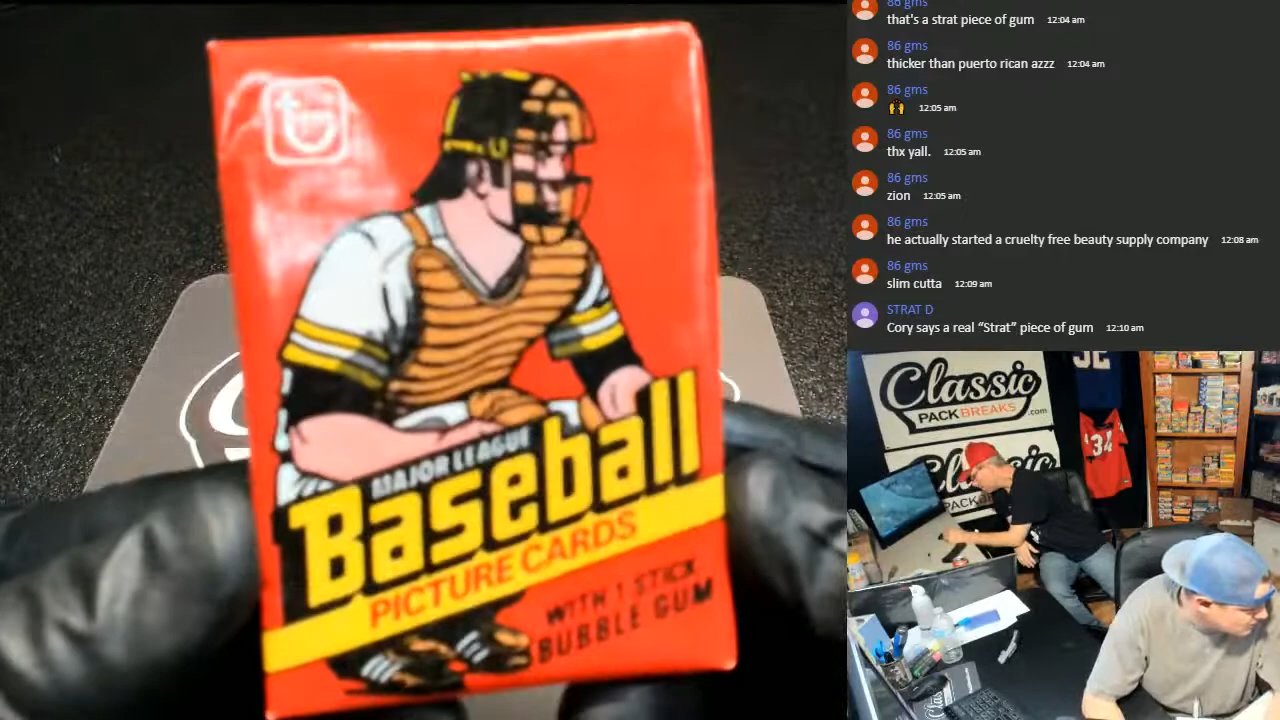 MAJOR LEAGUE
Baseball
PICTURE CARDS
WITH 1 STICK
BUBBLE GUM
86 gms
that's a strat piece of gum 12:04 am
86 gms
thicker than puerto rican azzz 12:04 am
86 gms
12:05 am
86 gms
thx yall. 12:05 am
86 gms
zion 12:05 am
86 gms
he actually started a cruelty free beauty supply company 12:08 am
86 gms
slim cutta 12:09 am
STRAT D
Cory says a real “Strat” piece of gum 12:10 am
Classic
PACK BREAKS .com
Classic
PACK
34